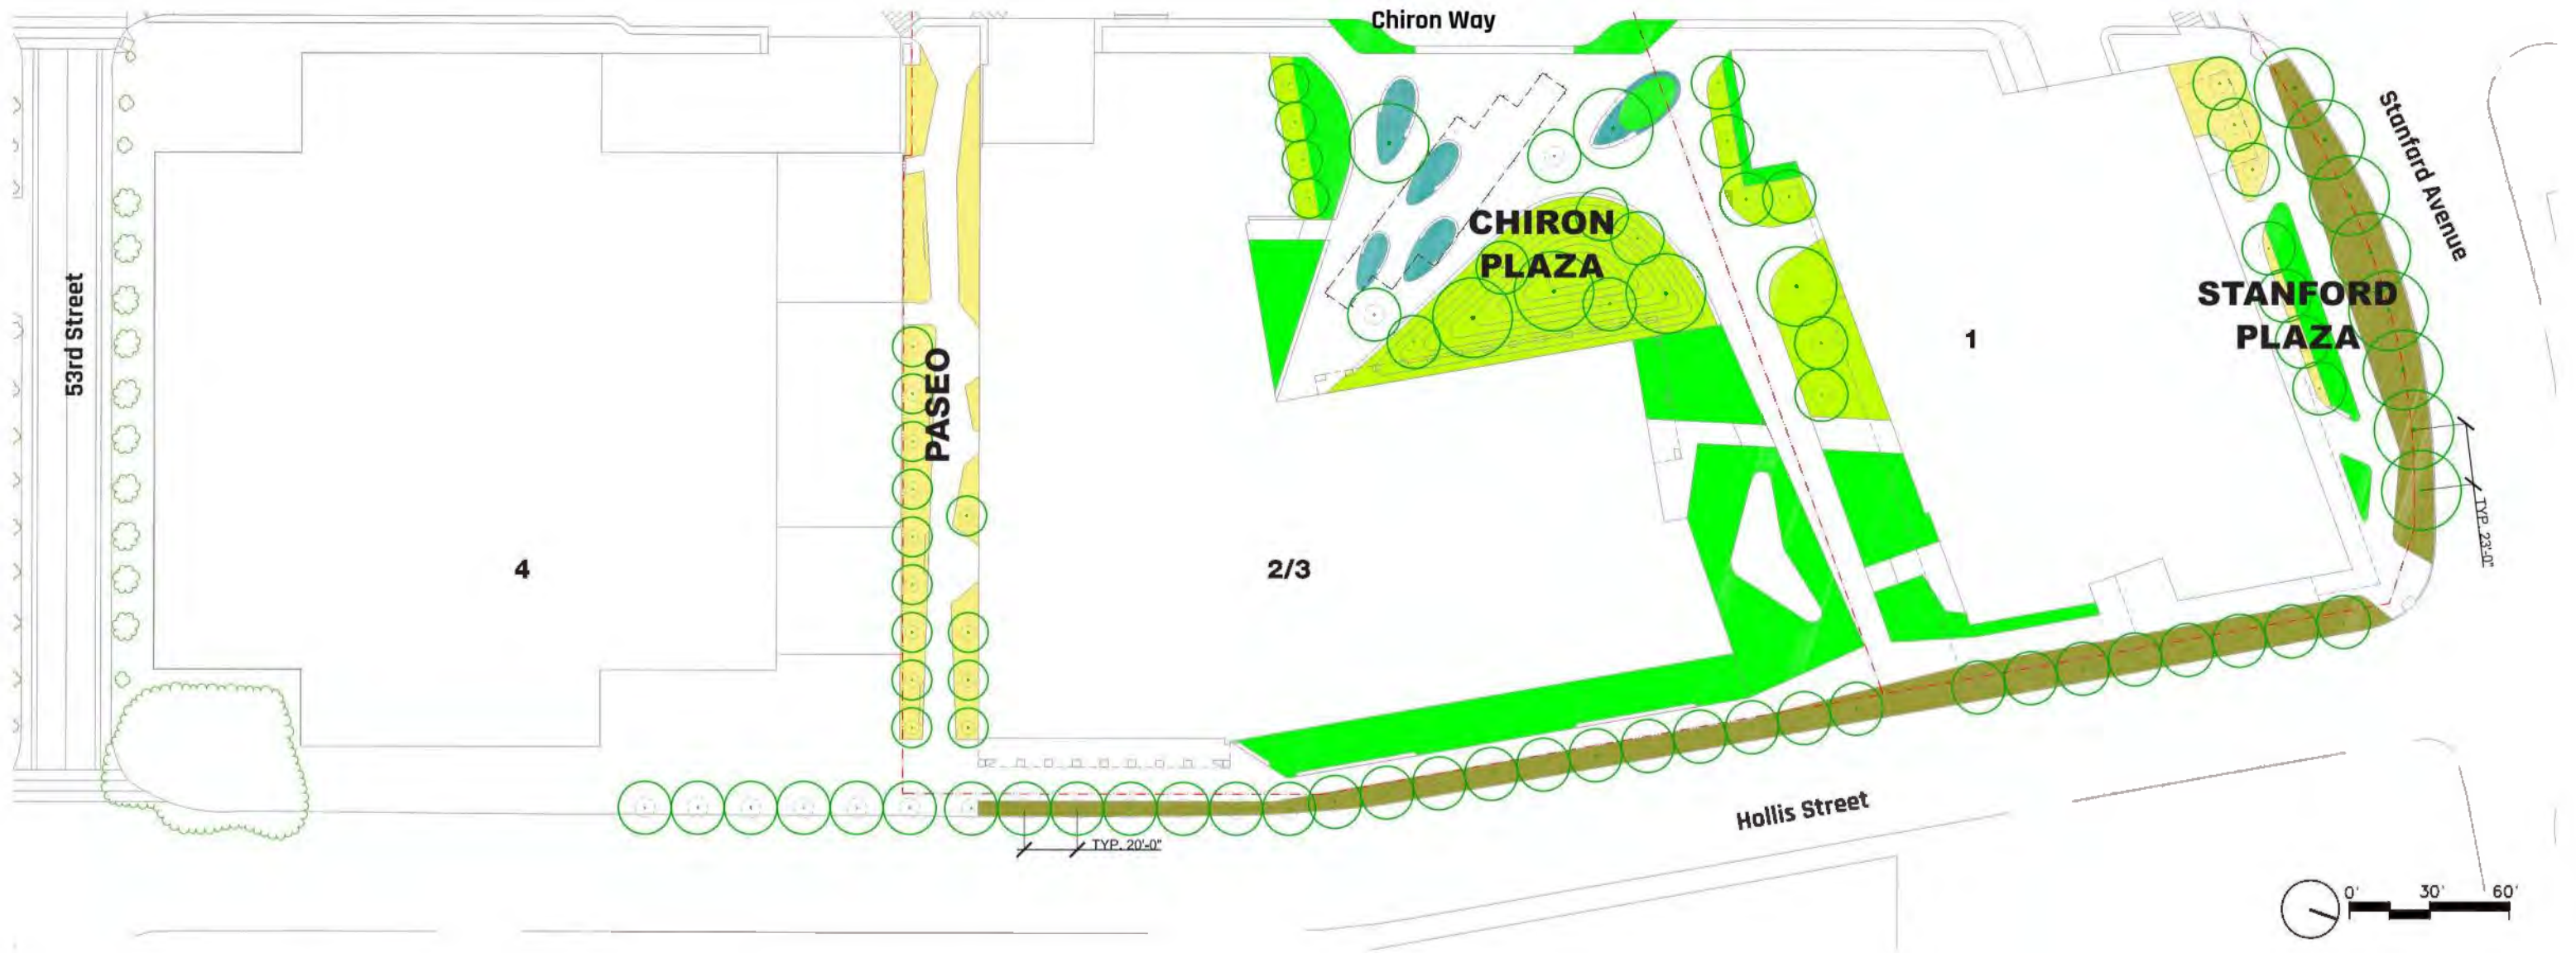 Chiron Way
53rd Street
Stanfard Avenue
CHIRON
PLAZA
STANFORD
PLAZA
PASEO
1
4
2/3
TYP. 23'-0"
Hollis Street
TYP. 20'-0"
0' 30' 60'